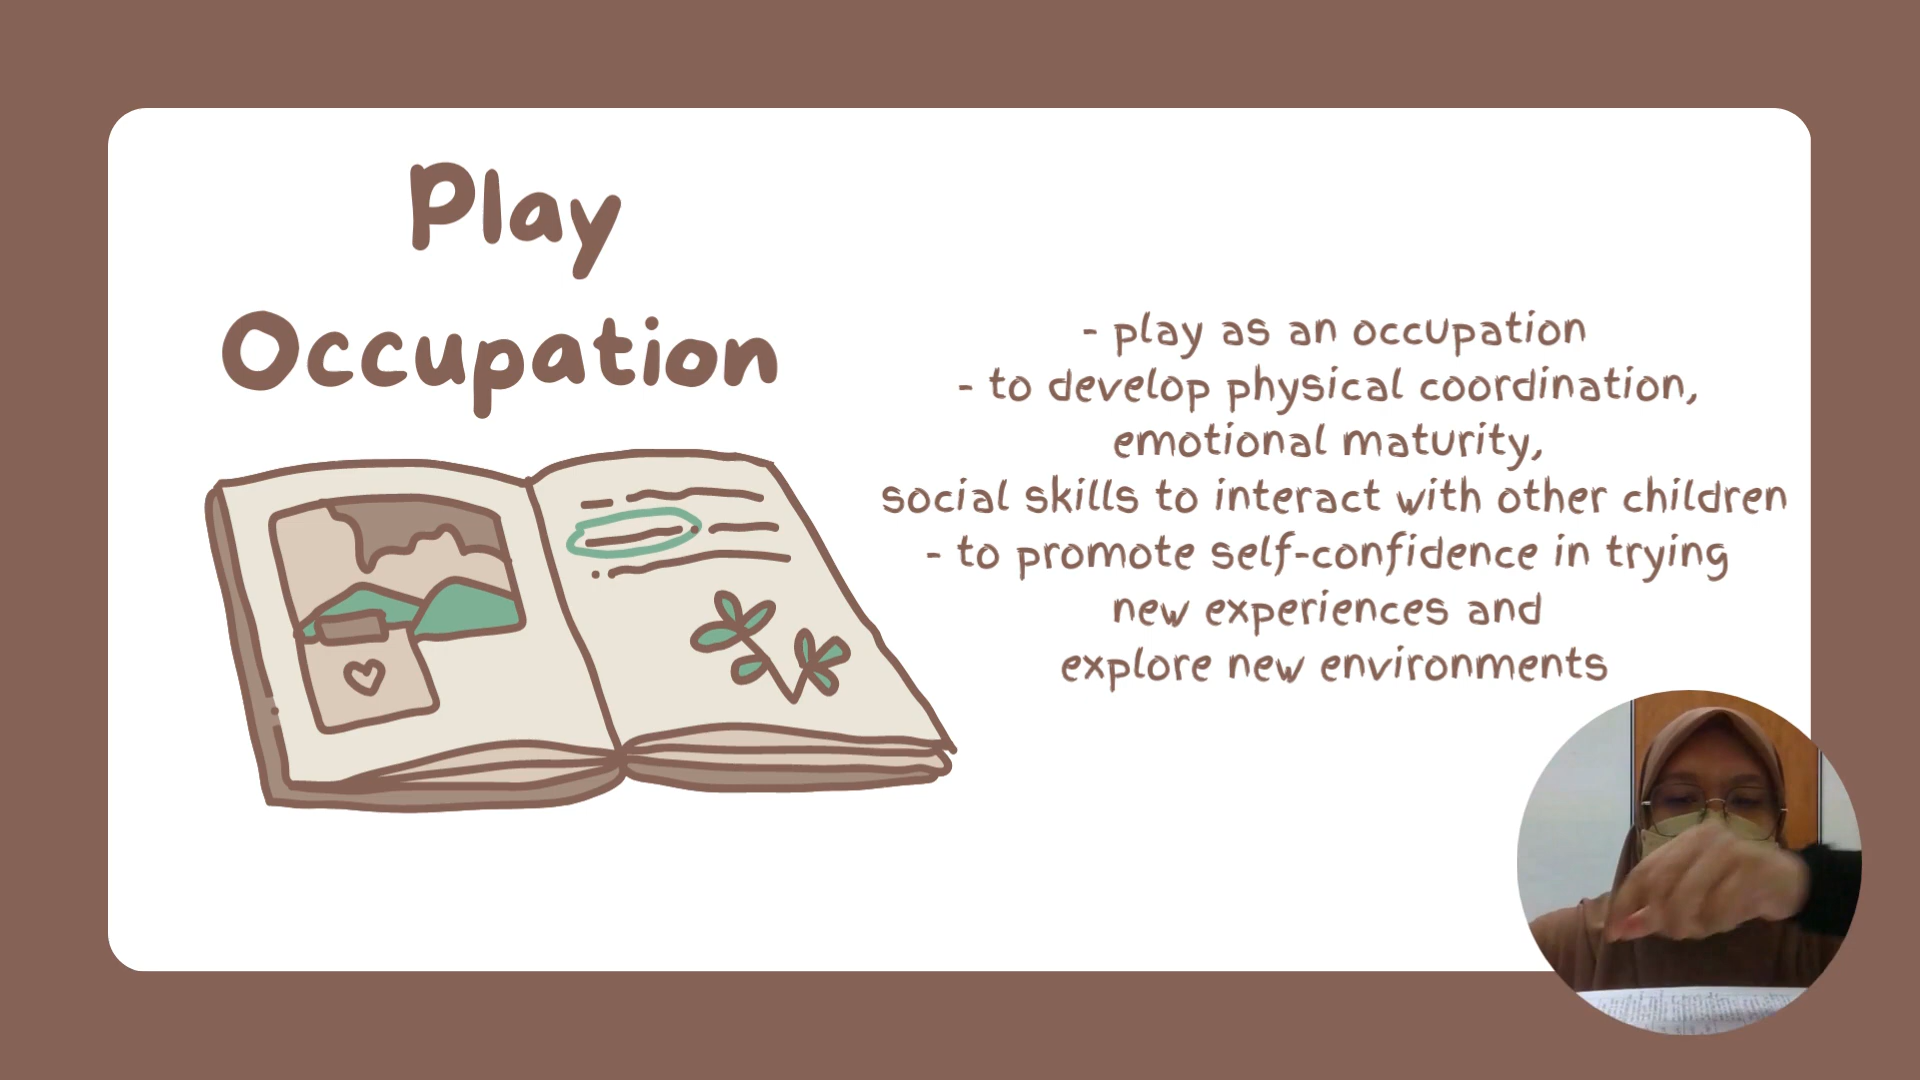 Play
Occupation
- play as an occupation
- to develop physical coordination,
emotional maturity,
social skills to interact with other children
- to promote self-confidence in trying
new experiences and
explore new environments